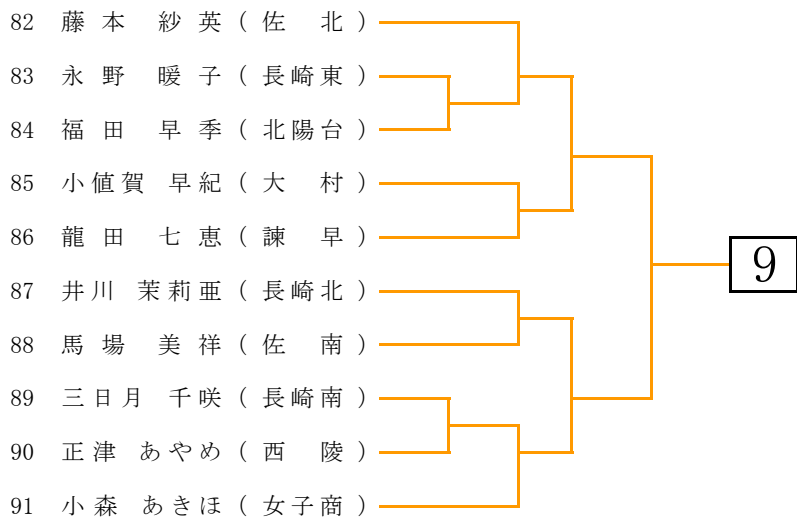 82 藤本 紗英(佐 北)
83 永野 暖子(長崎東)
84 福田 早季(北陽台)
85 小値賀 早紀(大 村)
86 龍田 七恵(諫 早)
87 井川 茉莉亜(長崎北)
88 馬場 美祥(佐 南)
89 三日月 千咲(長崎南)
90 正津 あやめ(西 陵)
91 小森 あきほ(女子商)
9